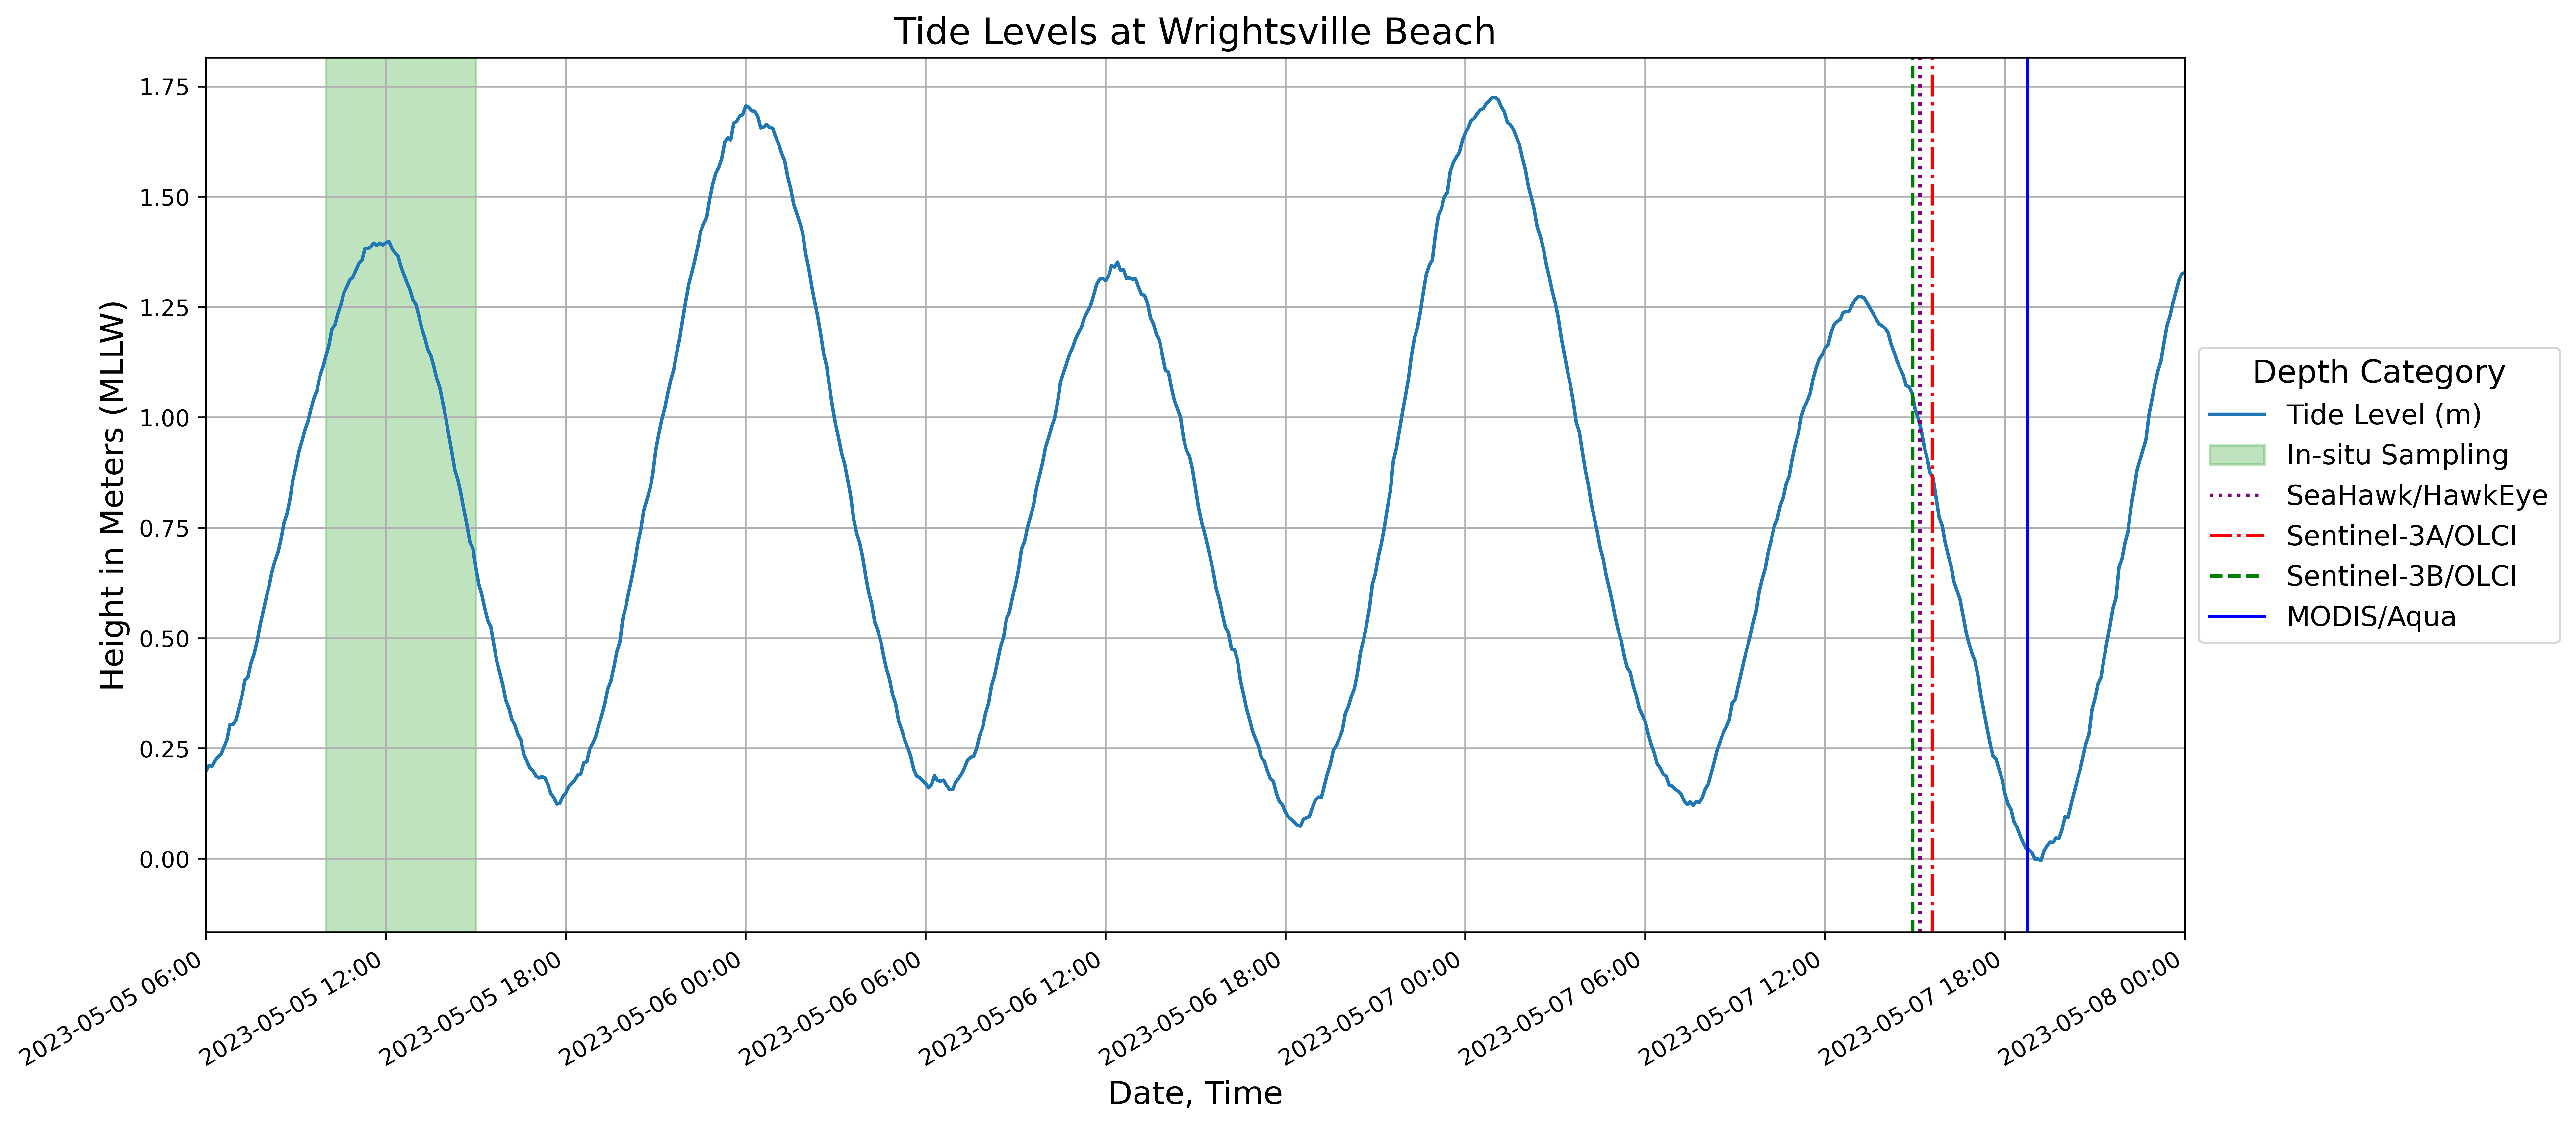 Tide Levels at Wrightsville Beach
Height in Meters (MLLW)
1.75
1.50
1.25
1.00
0.75
0.50
0.25
0.00
2023-05-05 06:00
2023-05-05 12:00
2023-05-05 18:00
2023-05-06 00:00
2023-05-06 06:00
2023-05-06 12:00
2023-05-06 18:00
2023-05-07 00:00
2023-05-07 06:00
2023-05-07 12:00
2023-05-07 18:00
2023-05-08 00:00
Date, Time
Depth Category
Tide Level (m)
In-situ Sampling
SeaHawk/HawkEye
Sentinel-3A/OLCI
Sentinel-3B/OLCI
MODIS/Aqua